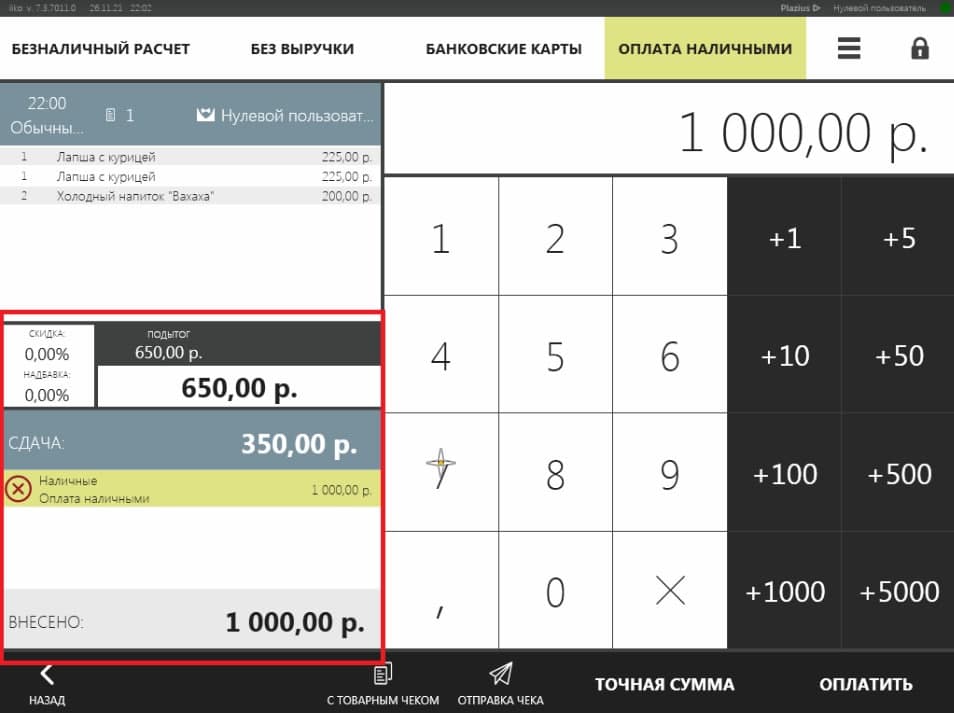 iiko v. 7.3.7011.0 26.11.21 22:02 Plazius Нулевой пользователь
БЕЗНАЛИЧНЫЙ РАСЧЕТ БЕЗ ВЫРУЧКИ БАНКОВСКИЕ КАРТЫ ОПЛАТА НАЛИЧНЫМИ
22:00
Обычны... 1 Нулевой пользоват...
1 000,00 р.
1 Лапша с курицей 225,00 р.
1 Лапша с курицей 225,00 р.
2 Холодный напиток "Вахаха" 200,00 р.
1 2 3 +1 +5
4 5 6 +10 +50
7 8 9 +100 +500
, 0 × +1000 +5000
СКИДКА:
0,00%
НАДБАВКА:
0,00%
ПОДЫТОГ
650,00 р.
650,00 р.
СДАЧА: 350,00 р.
Наличные
Оплата наличными 1 000,00 р.
ВНЕСЕНО: 1 000,00 р.
НАЗАД С ТОВАРНЫМ ЧЕКОМ ОТПРАВКА ЧЕКА ТОЧНАЯ СУММА ОПЛАТИТЬ